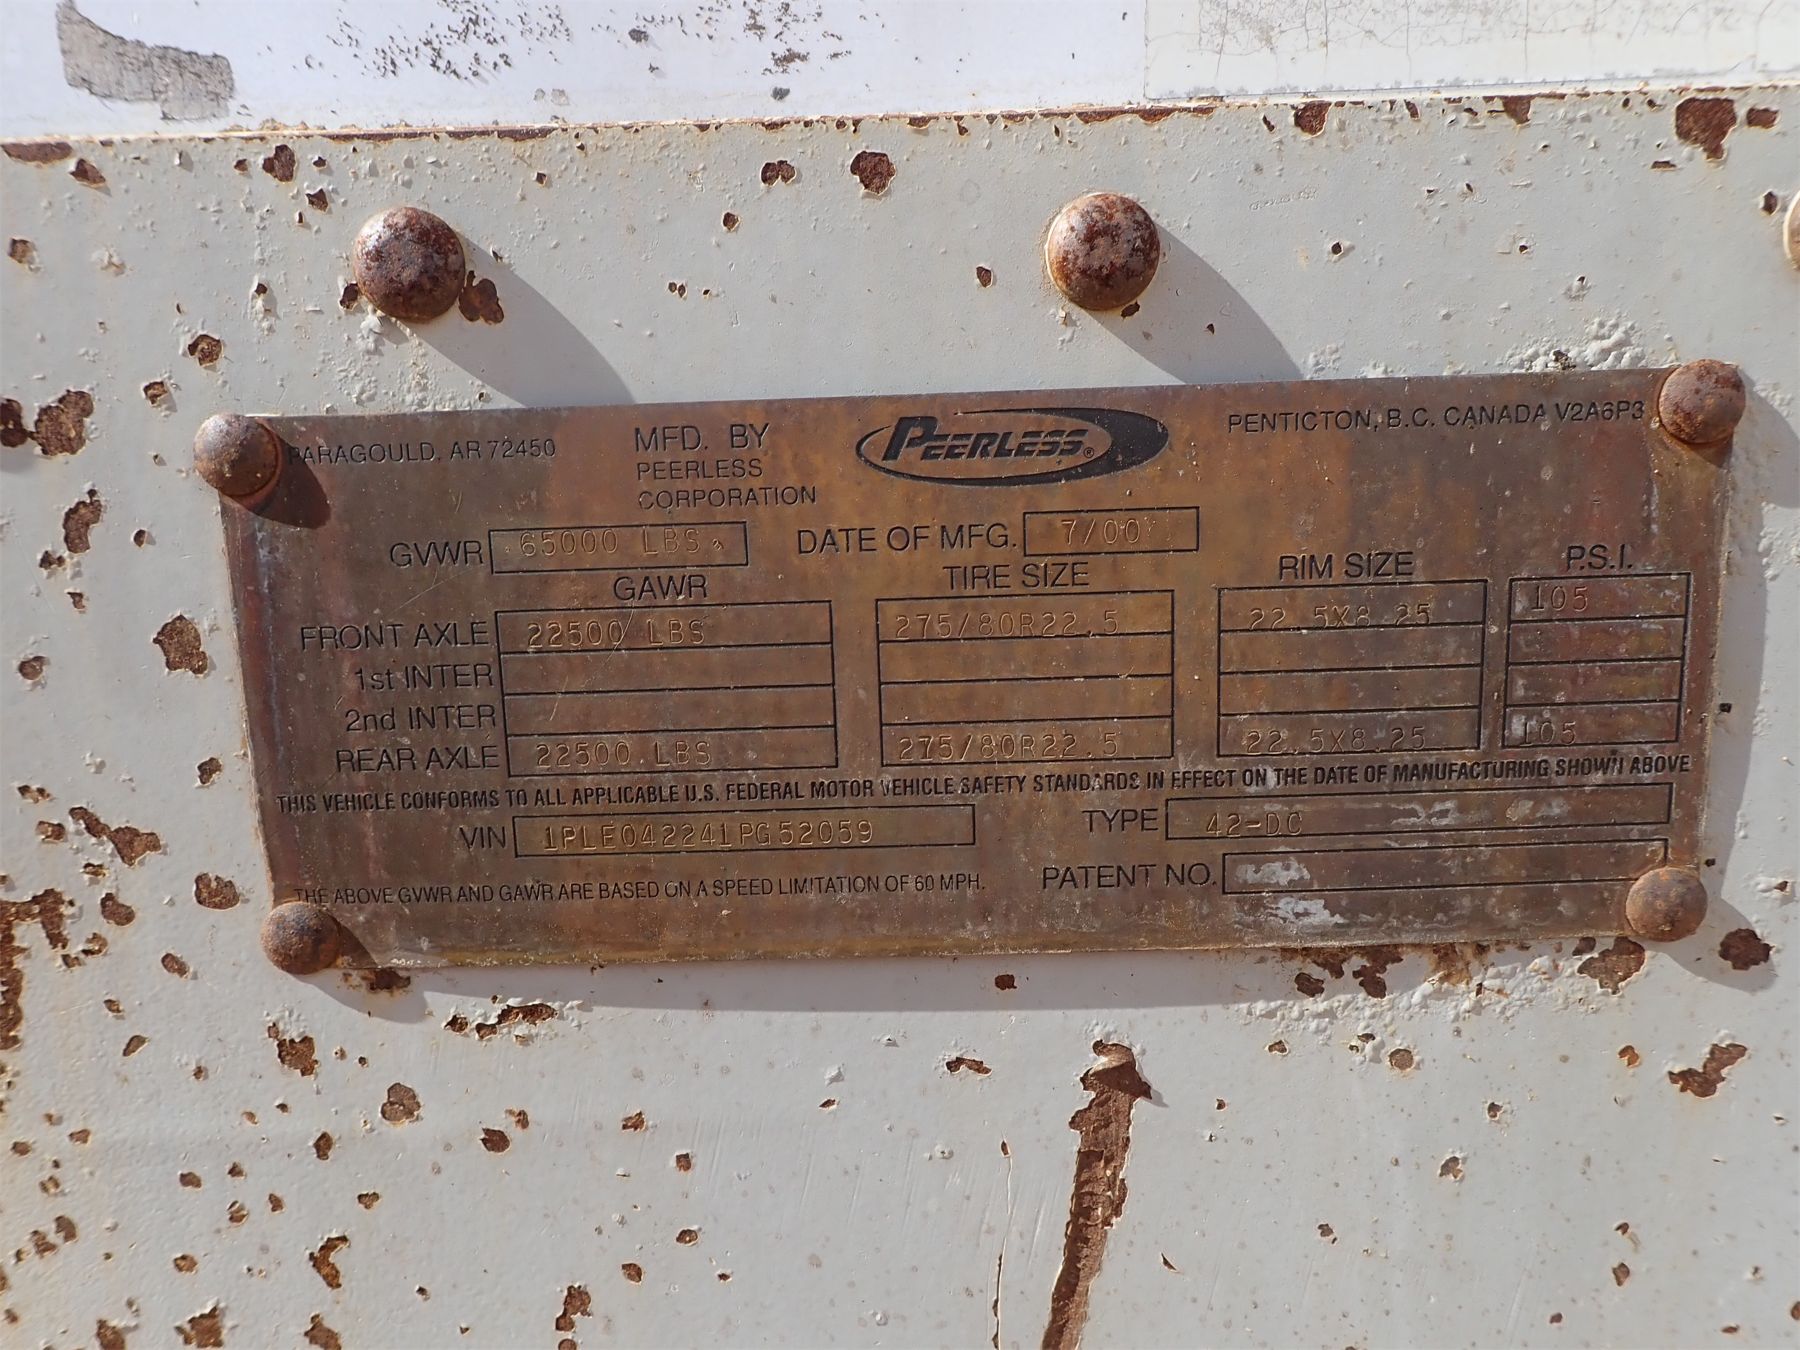 PARAGOULD, AR 72450
MFD. BY
PEERLESS
CORPORATION
PEERLESS®
PENTICTON, B.C. CANADA V2A6P3
GVWR 65000 LBS.
DATE OF MFG. 7/00
GAWR TIRE SIZE RIM SIZE P.S.I.
FRONT AXLE 22500 LBS 275/80R22.5 22.5X8.25 105
1st INTER
2nd INTER
REAR AXLE 22500 LBS 275/80R22.5 22.5X8.25 105
THIS VEHICLE CONFORMS TO ALL APPLICABLE U.S. FEDERAL MOTOR VEHICLE SAFETY STANDARDS IN EFFECT ON THE DATE OF MANUFACTURING SHOWN ABOVE
VIN 1PLE042241PG52059
TYPE 42-DC
THE ABOVE GVWR AND GAWR ARE BASED ON A SPEED LIMITATION OF 60 MPH.
PATENT NO.